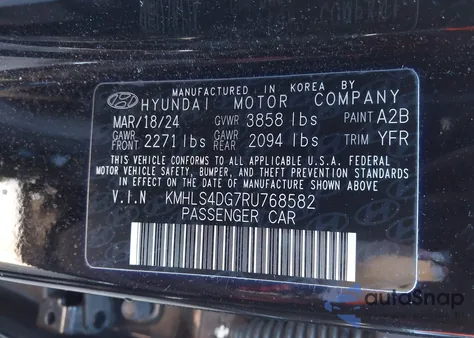 MANUFACTURED IN KOREA BY
HYUNDAI MOTOR COMPANY
MAR/18/24 GVWR 3858 lbs PAINT A2B
GAWR FRONT 2271 lbs GAWR REAR 2094 lbs TRIM YFR
THIS VEHICLE CONFORMS TO ALL APPLICABLE U.S.A. FEDERAL
MOTOR VEHICLE SAFETY, BUMPER, AND THEFT PREVENTION STANDARDS
IN EFFECT ON THE DATE OF MANUFACTURE SHOWN ABOVE.
V.I.N KMHLS4DG7RU768582
PASSENGER CAR
autoSnap